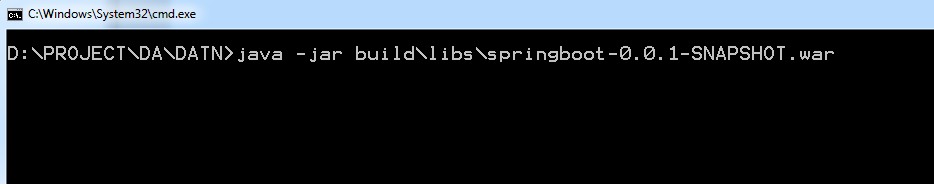 C:\Windows\System32\cmd.exe
D:\PROJECT\DA\DATN>java -jar build\libs\springboot-0.0.1-SNAPSHOT.war